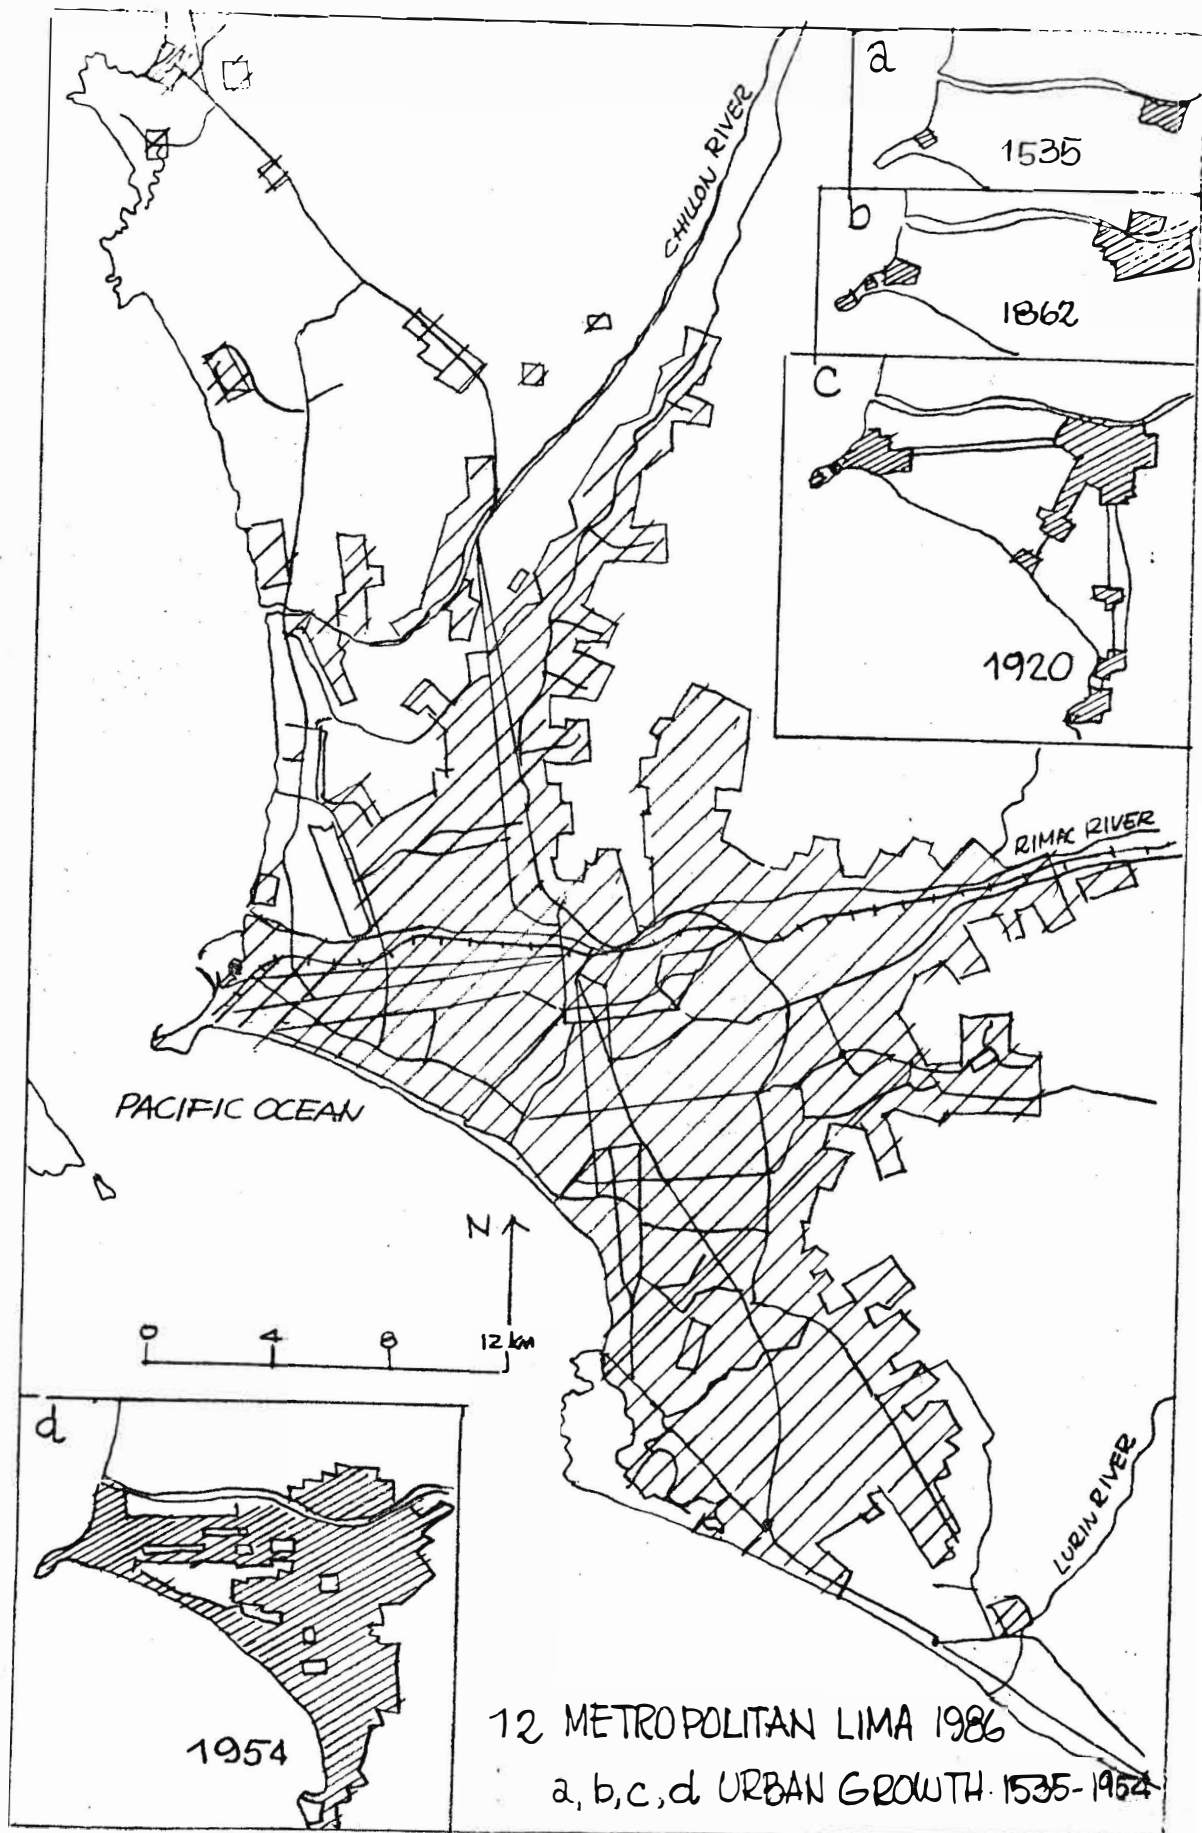 a
1535
CHILLON RIVER
b
1862
C
1920
RIMAC RIVER
PACIFIC OCEAN
N
0 4 8 12 km
d
1954
LURIN RIVER
12 METROPOLITAN LIMA 1986
a, b, c, d URBAN GROWTH 1535-1954